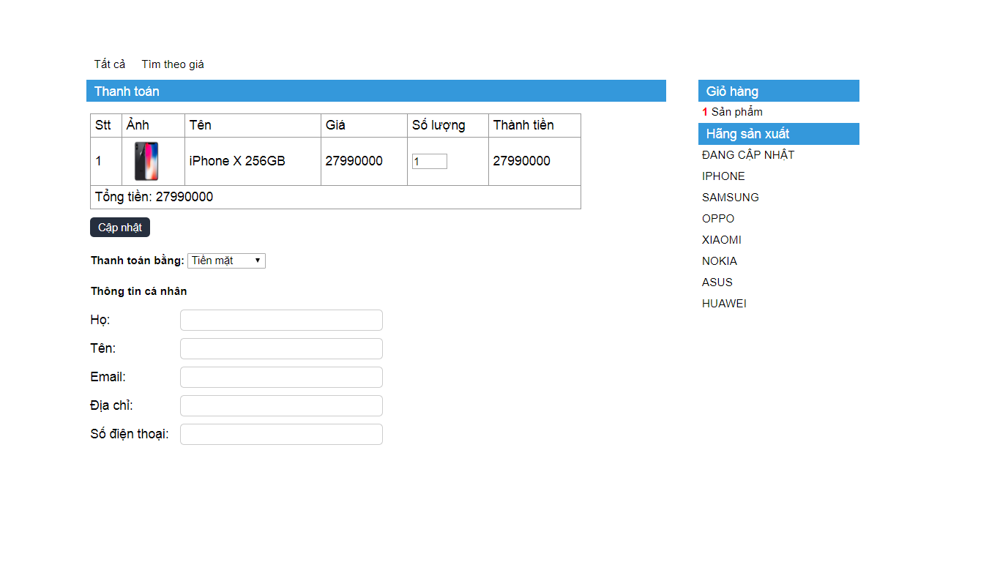 Tất cả Tìm theo giá
Thanh toán
Stt Ảnh Tên Giá Số lượng Thành tiền
1 iPhone X 256GB 27990000 1 27990000
Tổng tiền: 27990000
Cập nhật
Thanh toán bằng: Tiền mặt
Thông tin cá nhân
Họ:
Tên:
Email:
Địa chỉ:
Số điện thoại:
Giỏ hàng
1 Sản phẩm
Hãng sản xuất
ĐANG CẬP NHẬT
IPHONE
SAMSUNG
OPPO
XIAOMI
NOKIA
ASUS
HUAWEI